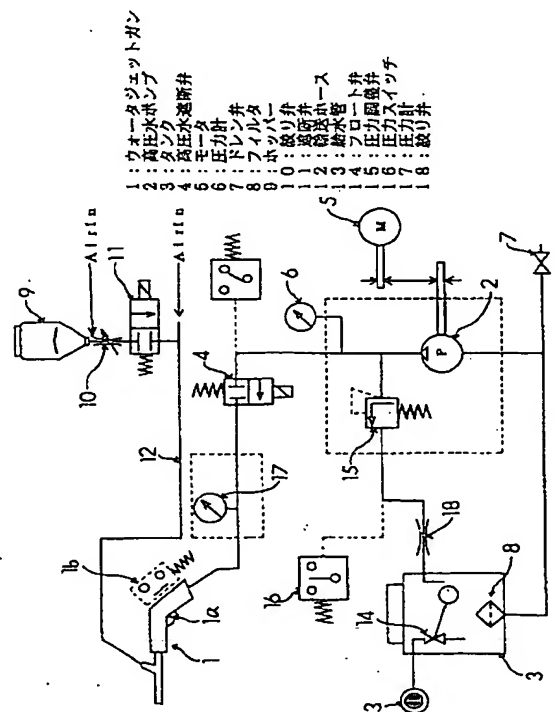 1：ウォータジェットガン
2：高圧水ポンプ
3：タンク
4：高圧水遮断弁
5：モータ
6：圧力計
7：ドレン弁
8：フィルタ
9：ホッパー
10：絞り弁
11：遮断弁
12：輸送ホース
13：給水管
14：フロート弁
15：圧力調整弁
16：圧力スイッチ
17：圧力計
18：絞り弁
9
Airin
10
11
Airin
12
1b
1a
1
4
17
6
5
M
16
15
P
2
18
7
14
8
3
3